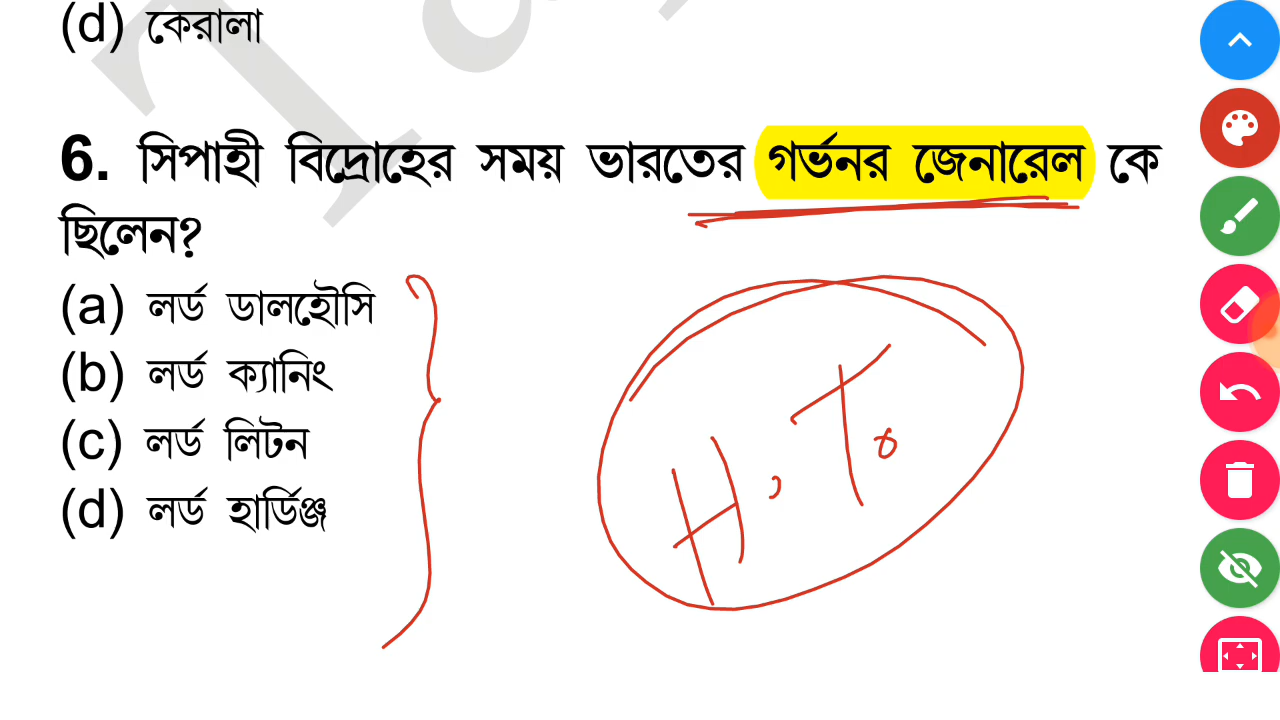 (d) কেরালা
6. সিপাহী বিদ্রোহের সময় ভারতের গর্ভনর জেনারেল কে
ছিলেন?
(a) লর্ড ডালহৌসি
(b) লর্ড ক্যানিং
(c) লর্ড লিটন
(d) লর্ড হার্ডিঞ্জ
H.T.